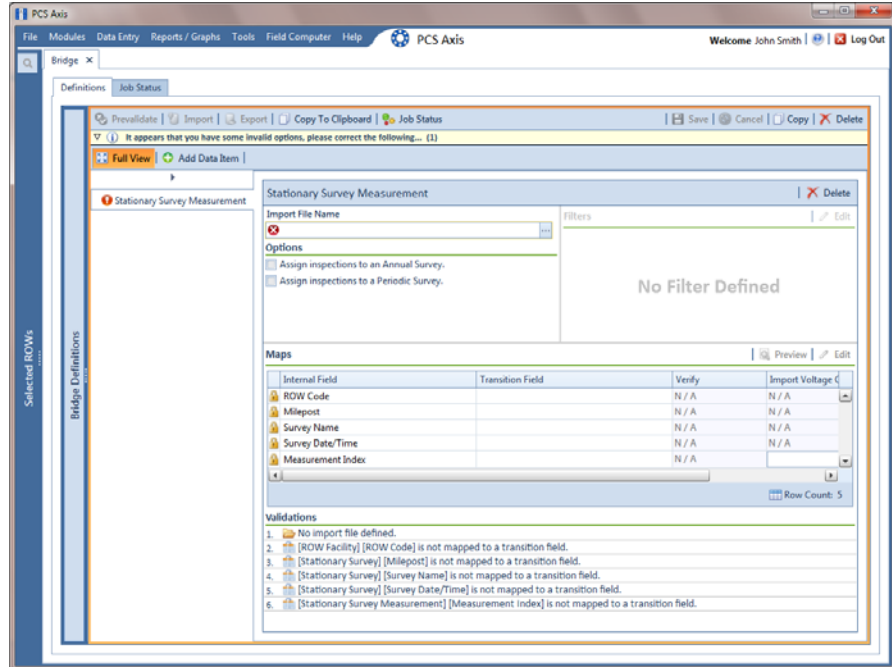 PCS Axis
File Modules Data Entry Reports / Graphs Tools Field Computer Help PCS Axis Welcome John Smith | Log Out
Bridge ×
Definitions Job Status
Prevalidate | Import | Export | Copy To Clipboard | Job Status | Save | Cancel | Copy | Delete
It appears that you have some invalid options, please correct the following... (1)
Full View | Add Data Item |
Stationary Survey Measurement
Stationary Survey Measurement | Delete
Import File Name
Filters | Edit
Options
Assign inspections to an Annual Survey.
Assign inspections to a Periodic Survey.
No Filter Defined
Maps | Preview | Edit
Internal Field Transition Field Verify Import Voltage
ROW Code N / A N / A
Milepost N / A N / A
Survey Name N / A N / A
Survey Date/Time N / A N / A
Measurement Index N / A
Row Count: 5
Validations
1. No import file defined.
2. [ROW Facility] [ROW Code] is not mapped to a transition field.
3. [Stationary Survey] [Milepost] is not mapped to a transition field.
4. [Stationary Survey] [Survey Name] is not mapped to a transition field.
5. [Stationary Survey] [Survey Date/Time] is not mapped to a transition field.
6. [Stationary Survey Measurement] [Measurement Index] is not mapped to a transition field.
Selected ROWs
Bridge Definitions